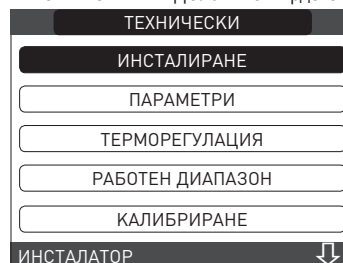 ТЕХНИЧЕСКИ
ИНСТАЛИРАНЕ
ПАРАМЕТРИ
ТЕРМОРЕГУЛАЦИЯ
РАБОТЕН ДИАПАЗОН
КАЛИБРИРАНЕ
ИНСТАЛАТОР